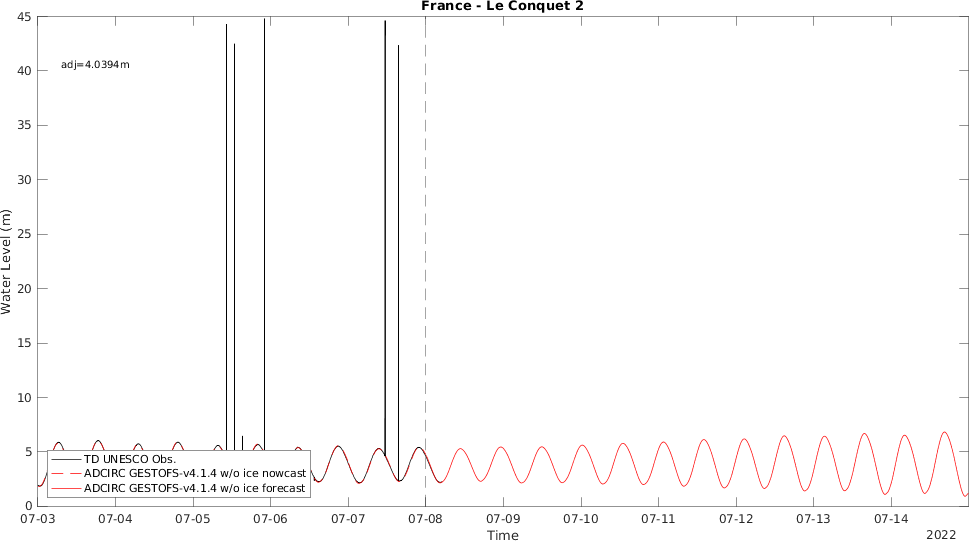 France - Le Conquet 2
45
40
35
30
25
20
15
10
5
0
adj=4.0394m
Water Level (m)
TD UNESCO Obs.
ADCIRC GESTOFS-v4.1.4 w/o ice nowcast
ADCIRC GESTOFS-v4.1.4 w/o ice forecast
07-03 07-04 07-05 07-06 07-07 07-08 07-09 07-10 07-11 07-12 07-13 07-14
Time
2022